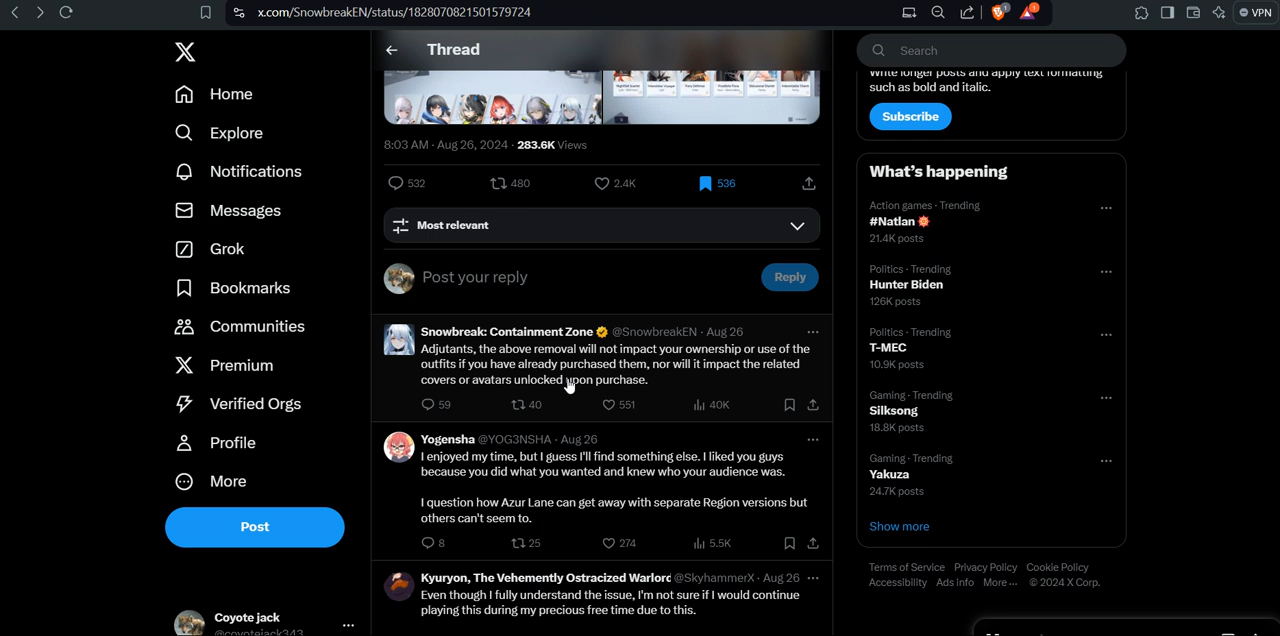 x.com/SnowbreakEN/status/1828070821501579724
1
1
VPN
Home
Explore
Notifications
Messages
Grok
Bookmarks
Communities
Premium
Verified Orgs
Profile
More
Post
Coyote jack
@coyotejack343
Thread
8:03 AM · Aug 26, 2024 · 283.6K Views
532 480 2.4K 536
Most relevant
Post your reply
Reply
Snowbreak: Containment Zone @SnowbreakEN · Aug 26
Adjutants, the above removal will not impact your ownership or use of the
outfits if you have already purchased them, nor will it impact the related
covers or avatars unlocked upon purchase.
59 40 551 40K
Yogensha @YOG3NSHA · Aug 26
I enjoyed my time, but I guess I'll find something else. I liked you guys
because you did what you wanted and knew who your audience was.
I question how Azur Lane can get away with separate Region versions but
others can't seem to.
8 25 274 5.5K
Kyuryon, The Vehemently Ostracized Warlord @SkyhammerX · Aug 26
Even though I fully understand the issue, I'm not sure if I would continue
playing this during my precious free time due to this.
Search
Write longer posts and apply text formatting
such as bold and italic.
Subscribe
What's happening
Action games · Trending
#Natlan
21.4K posts
Politics · Trending
Hunter Biden
126K posts
Politics · Trending
T-MEC
10.9K posts
Gaming · Trending
Silksong
18.8K posts
Gaming · Trending
Yakuza
24.7K posts
Show more
Terms of Service Privacy Policy Cookie Policy
Accessibility Ads info More ··· © 2024 X Corp.